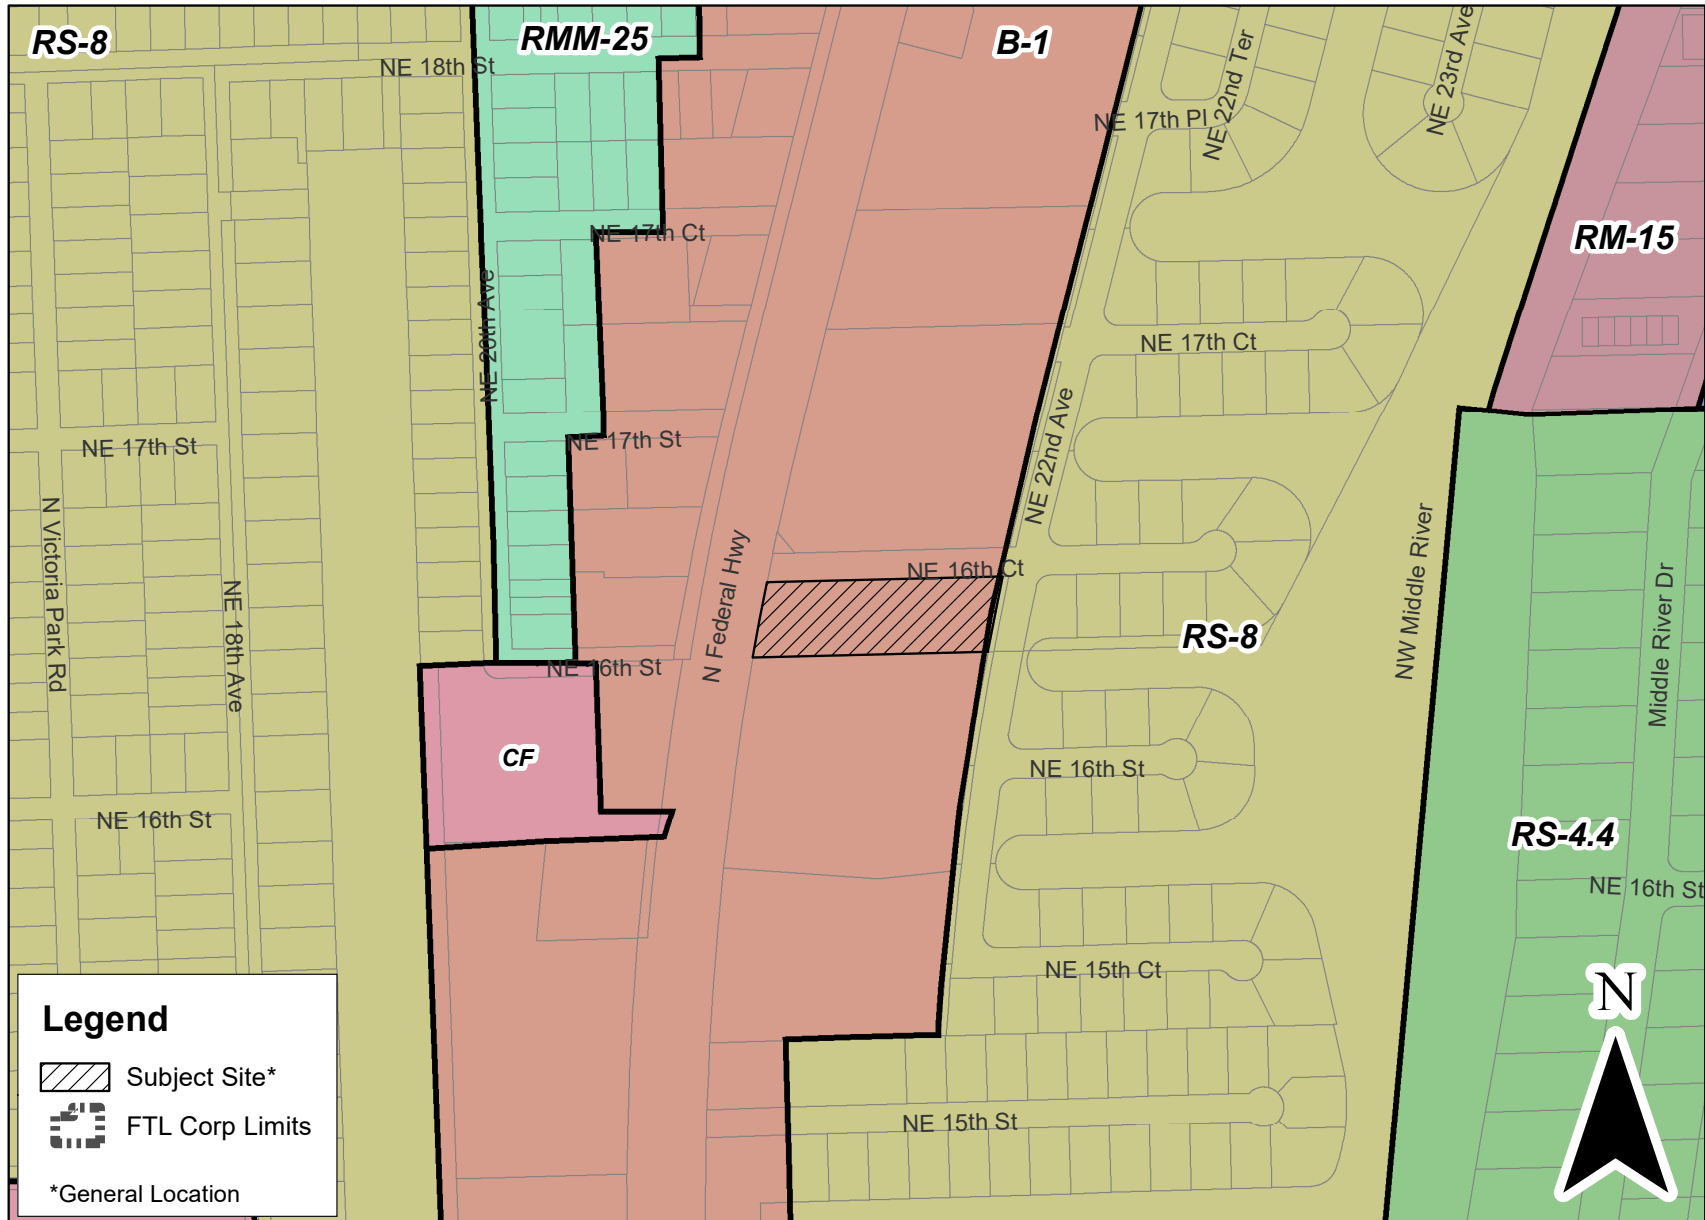 RS-8
RMM-25
B-1
NE 18th St
NE 17th Pl
NE 22nd Ter
NE 23rd Ave
RM-15
NE 17th Ct
NE 20th Ave
NE 17th Ct
NE 22nd Ave
NE 17th St
NE 17th St
N Victoria Park Rd
NE 18th Ave
N Federal Hwy
NE 16th Ct
NW Middle River
Middle River Dr
RS-8
NE 16th St
CF
NE 16th St
NE 16th St
RS-4.4
NE 16th St
NE 15th Ct
NE 15th St
N
Legend
Subject Site*
FTL Corp Limits
*General Location